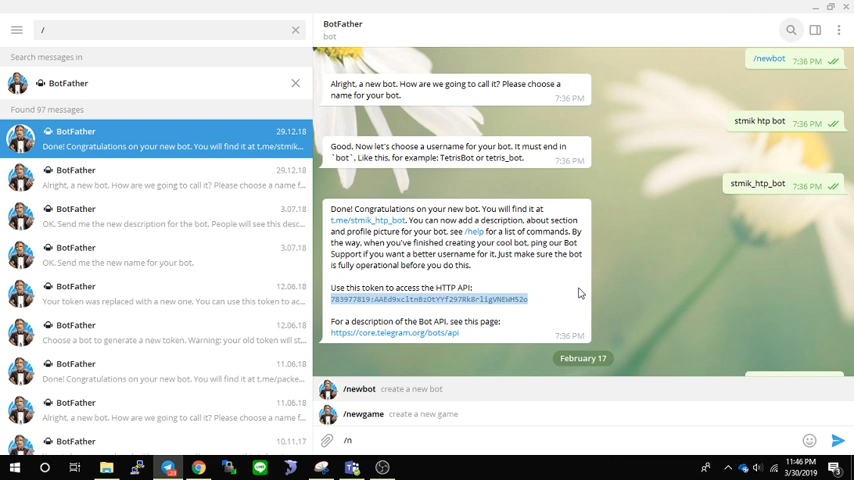 /
Search messages in
BotFather
Found 97 messages
BotFather 29.12.18
Done! Congratulations on your new bot. You will find it at t.me/stmik...
BotFather 29.12.18
Alright, a new bot. How are we going to call it? Please choose a name f...
BotFather 3.07.18
OK. Send me the new description for the bot. People will see this desc...
BotFather 3.07.18
OK. Send me the new name for your bot.
BotFather 12.06.18
Your token was replaced with a new one. You can use this token to ac...
BotFather 12.06.18
Choose a bot to generate a new token. Warning: your old token will st...
BotFather 11.06.18
Done! Congratulations on your new bot. You will find it at t.me/packe...
BotFather 11.06.18
Alright, a new bot. How are we going to call it? Please choose a name f...
BotFather 10.11.17
BotFather
bot
/newbot 7:36 PM
Alright, a new bot. How are we going to call it? Please choose a
name for your bot.
7:36 PM
stmik htp bot 7:36 PM
Good. Now let's choose a username for your bot. It must end in
`bot`. Like this, for example: TetrisBot or tetris_bot.
7:36 PM
stmik_htp_bot 7:36 PM
Done! Congratulations on your new bot. You will find it at
t.me/stmik_htp_bot. You can now add a description, about section
and profile picture for your bot, see /help for a list of commands. By
the way, when you've finished creating your cool bot, ping our Bot
Support if you want a better username for it. Just make sure the bot
is fully operational before you do this.
Use this token to access the HTTP API:
For a description of the Bot API, see this page:
https://core.telegram.org/bots/api
7:36 PM
February 17
/newbot create a new bot
/newgame create a new game
/n
11:46 PM
3/30/2019